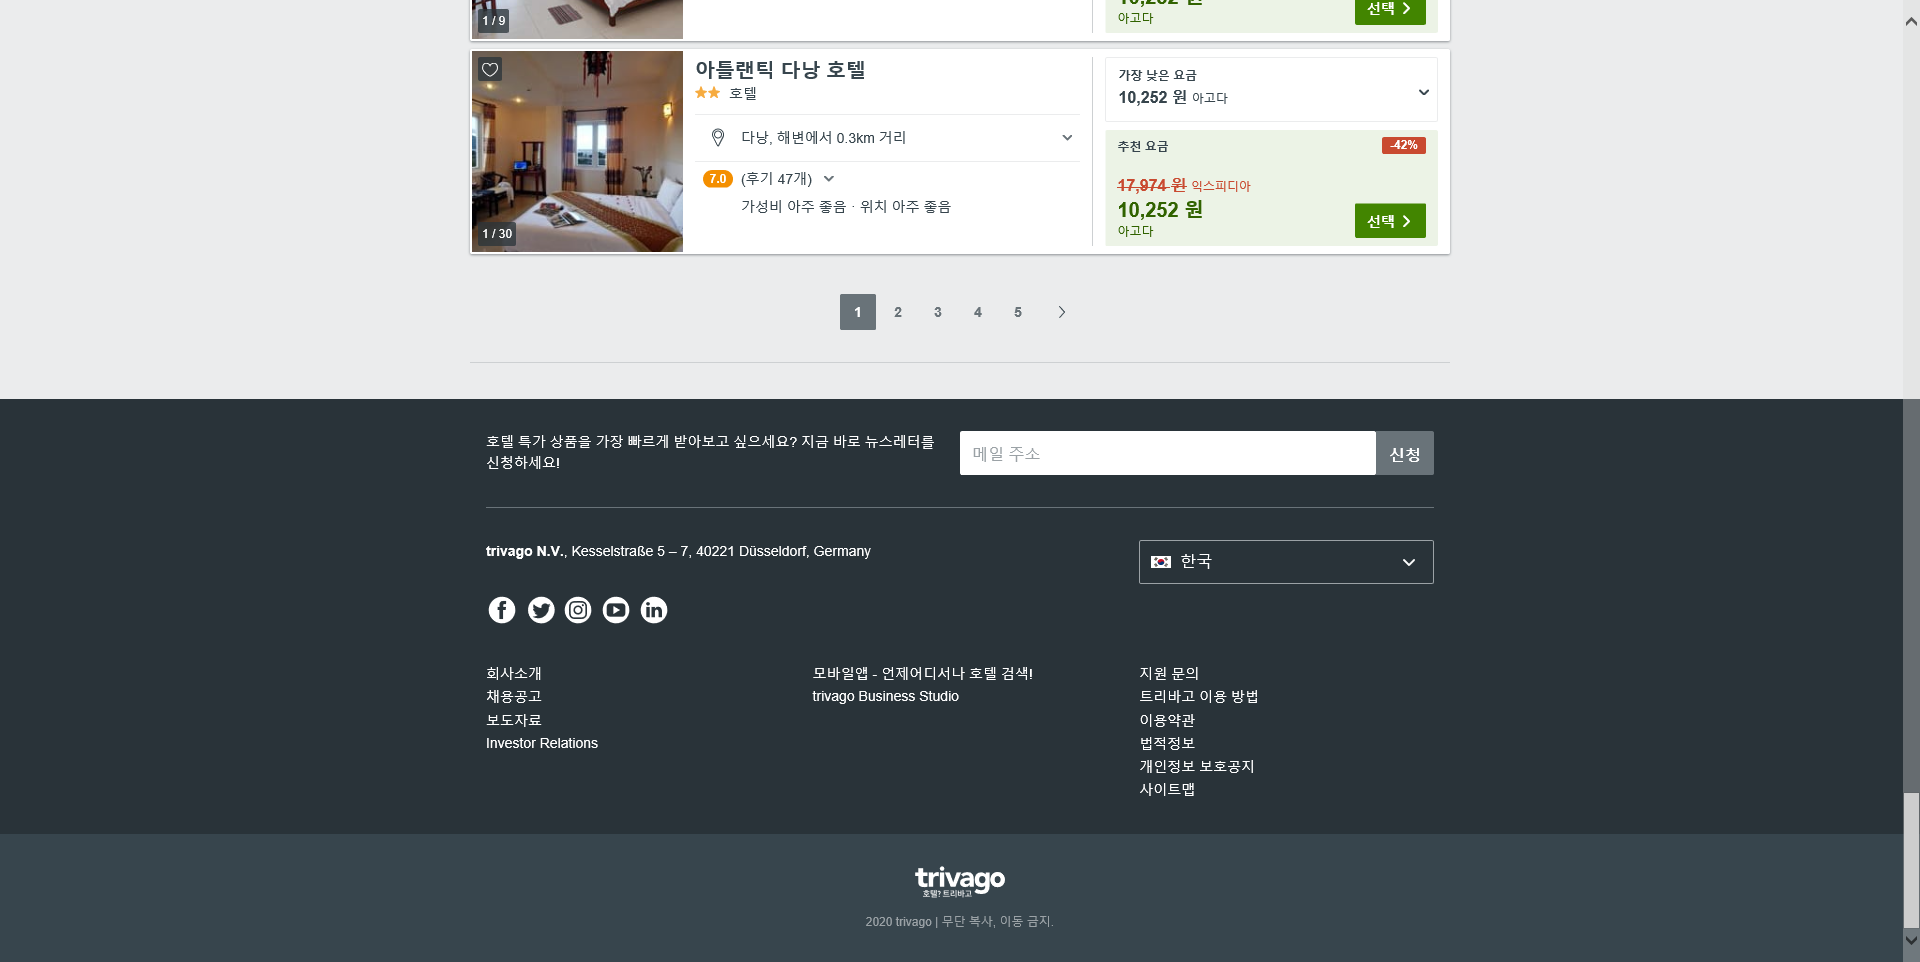 1 / 9
10,252 원
아고다
선택
아틀랜틱 다낭 호텔
호텔
다낭, 해변에서 0.3km 거리
7.0 (후기 47개)
가성비 아주 좋음 · 위치 아주 좋음
1 / 30
가장 낮은 요금
10,252 원 아고다
추천 요금
-42%
17,974 원 익스피디아
10,252 원
아고다
선택
1 2 3 4 5
호텔 특가 상품을 가장 빠르게 받아보고 싶으세요? 지금 바로 뉴스레터를
신청하세요!
메일 주소
신청
trivago N.V., Kesselstraße 5 – 7, 40221 Düsseldorf, Germany
한국
회사소개
채용공고
보도자료
Investor Relations
모바일앱 - 언제어디서나 호텔 검색!
trivago Business Studio
지원 문의
트리바고 이용 방법
이용약관
법적정보
개인정보 보호공지
사이트맵
trivago
호텔? 트리바고
2020 trivago | 무단 복사, 이동 금지.